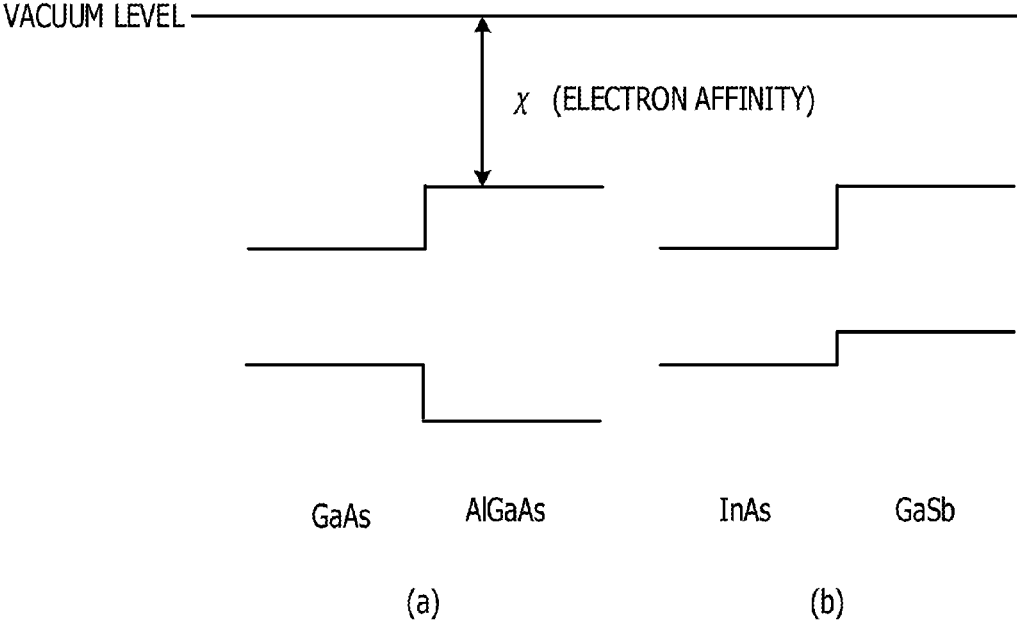 VACUUM LEVEL
χ (ELECTRON AFFINITY)
GaAs AlGaAs InAs GaSb
(a) (b)